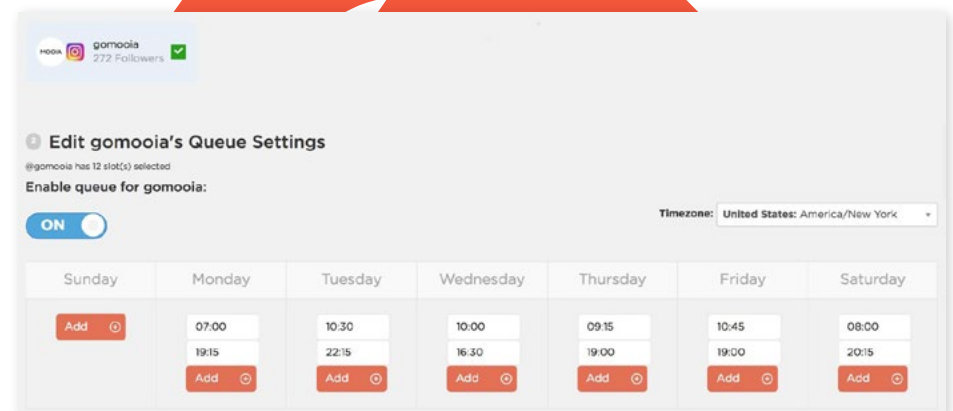 MOOIA
gomooia
272 Followers
2 Edit gomooia's Queue Settings
@gomooia has 12 slot(s) selected
Enable queue for gomooia:
ON
Timezone: United States: America/New York
Sunday Monday Tuesday Wednesday Thursday Friday Saturday
Add 07:00 10:30 10:00 09:15 10:45 08:00
19:15 22:15 16:30 19:00 19:00 20:15
Add Add Add Add Add Add